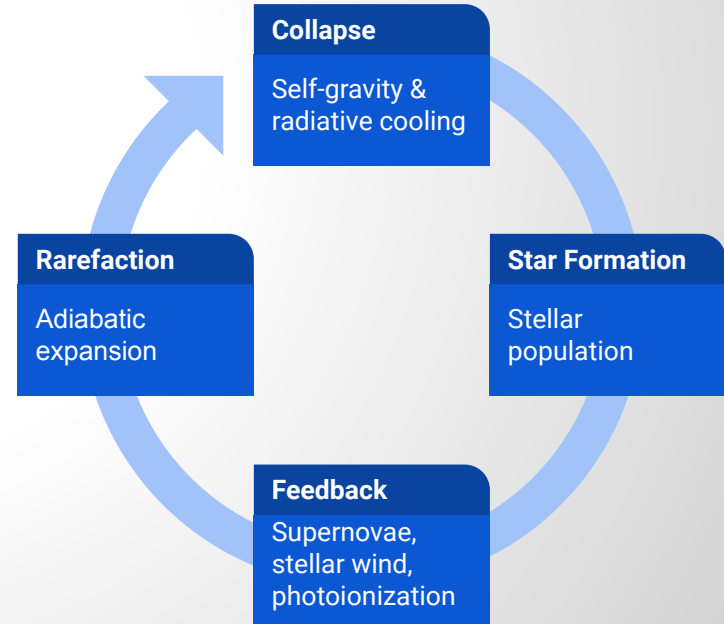 Collapse
Self-gravity &
radiative cooling
Rarefaction
Adiabatic
expansion
Star Formation
Stellar
population
Feedback
Supernovae,
stellar wind,
photoionization